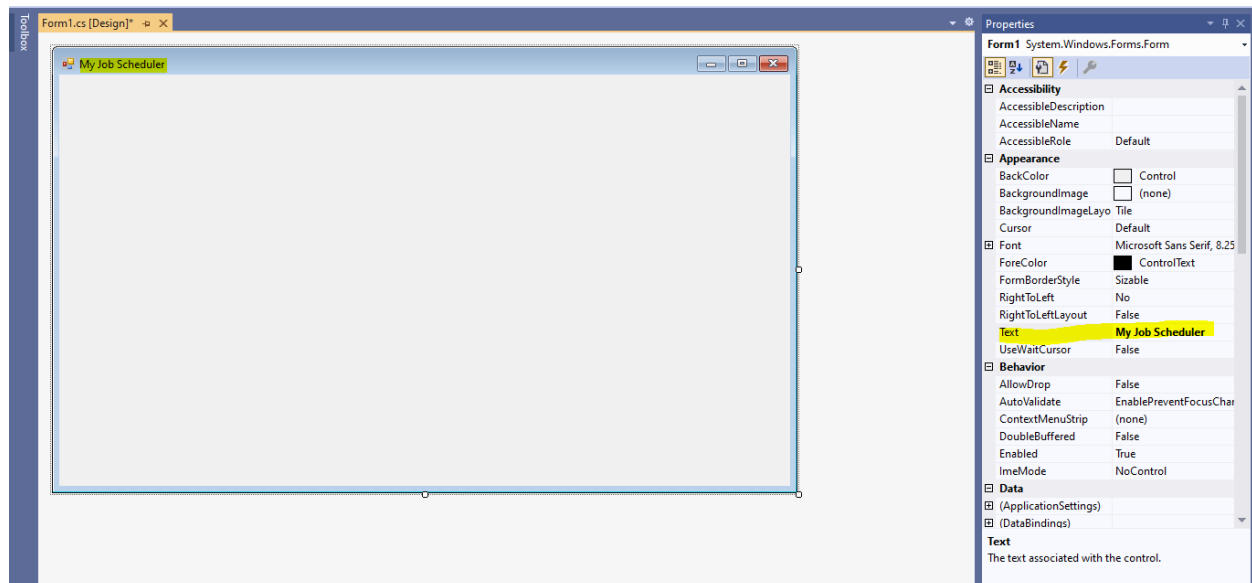 Toolbox
Form1.cs [Design]*
My Job Scheduler
Properties
Form1 System.Windows.Forms.Form
Accessibility
AccessibleDescription
AccessibleName
AccessibleRole Default
Appearance
BackColor Control
BackgroundImage (none)
BackgroundImageLayo Tile
Cursor Default
Font Microsoft Sans Serif, 8.25
ForeColor ControlText
FormBorderStyle Sizable
RightToLeft No
RightToLeftLayout False
Text My Job Scheduler
UseWaitCursor False
Behavior
AllowDrop False
AutoValidate EnablePreventFocusChar
ContextMenuStrip (none)
DoubleBuffered False
Enabled True
ImeMode NoControl
Data
(ApplicationSettings)
(DataBindings)
Text
The text associated with the control.